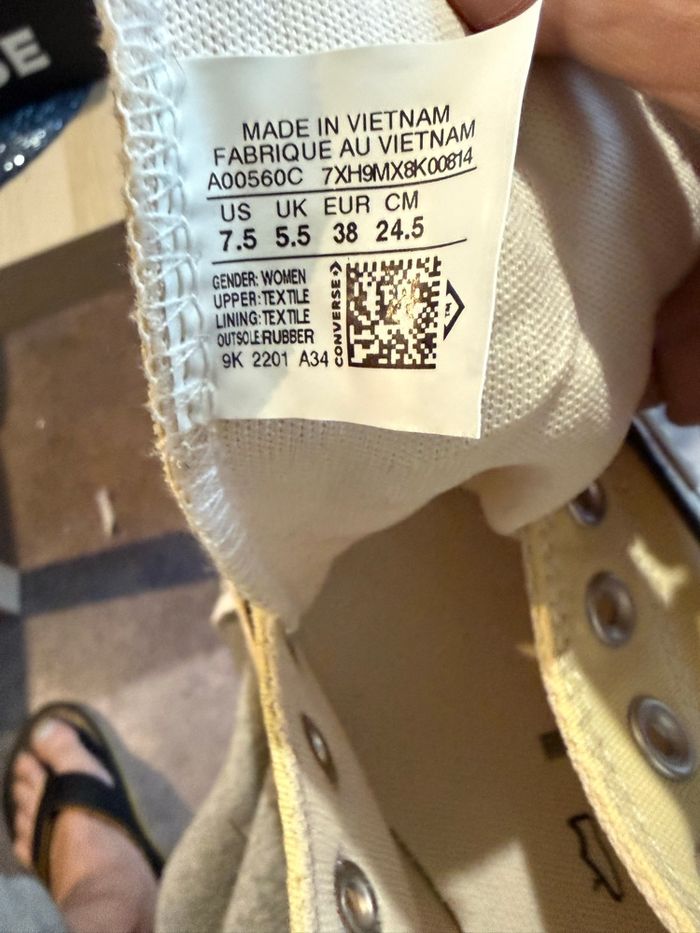 MADE IN VIETNAM
FABRIQUE AU VIETNAM
A00560C 7XH9MX8K00814
US UK EUR CM
7.5 5.5 38 24.5
GENDER: WOMEN
UPPER:TEXTILE
LINING:TEXTILE
OUTSOLE:RUBBER
9K 2201 A34
CONVERSE